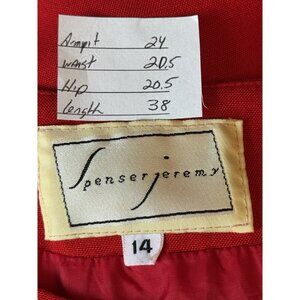 Armpit 24
waist 20.5
Hip 20.5
length 38
Spenser Jeremy
14